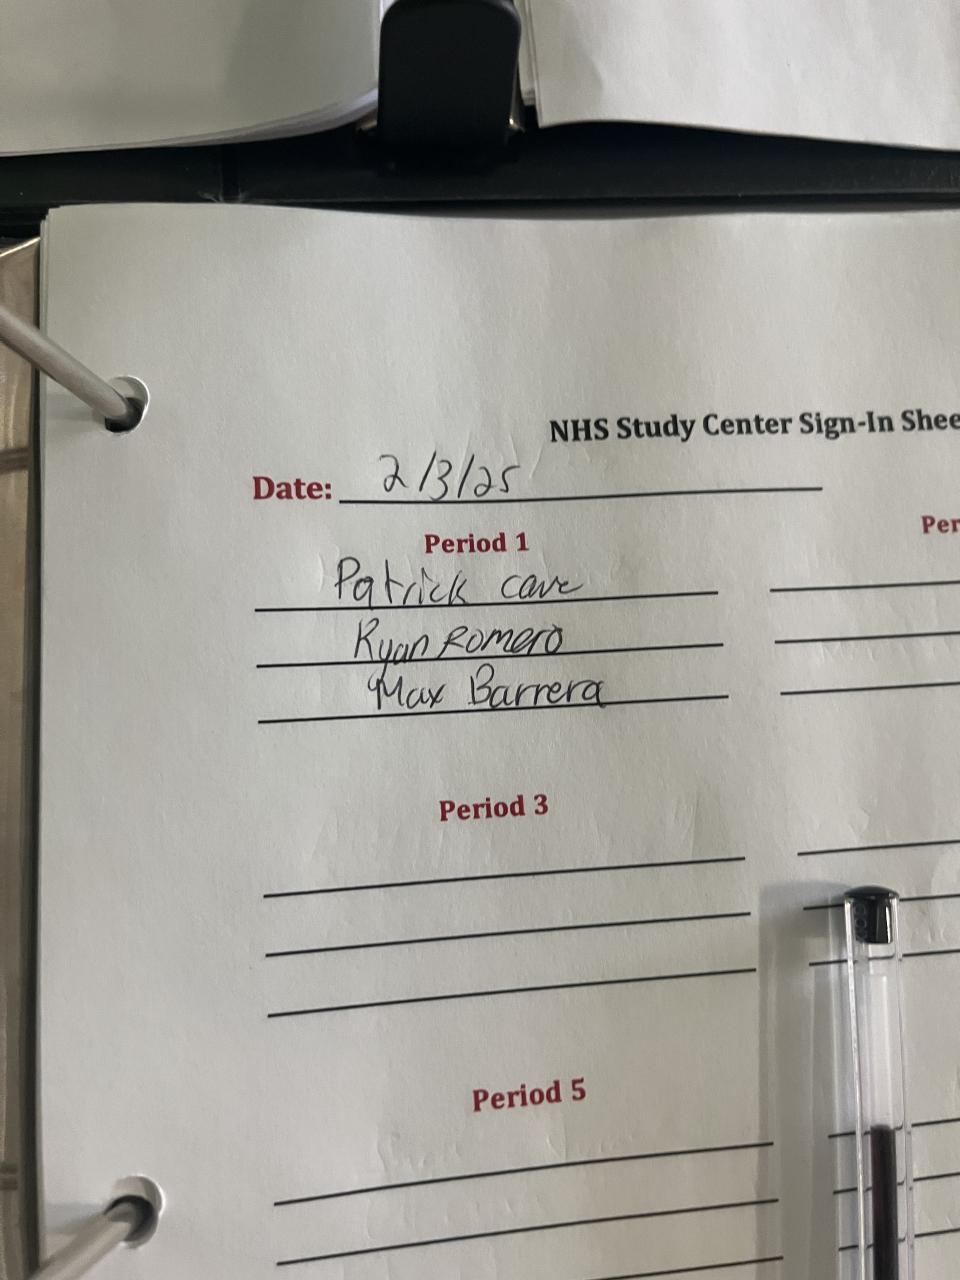 NHS Study Center Sign-In Shee
Date: 2/3/25
Period 1
Per
Patrick cave
Ryan Romero
Max Barrera
Period 3
Period 5